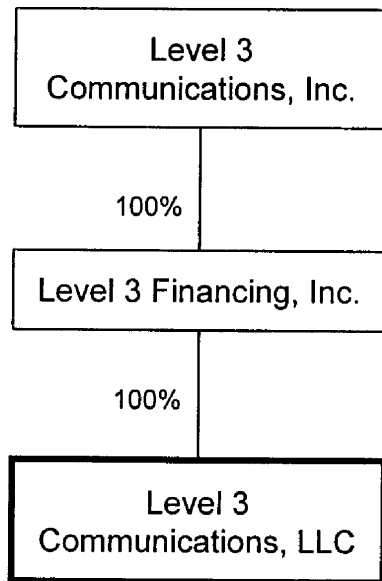 Level 3
Communications, Inc.
100%
Level 3 Financing, Inc.
100%
Level 3
Communications, LLC